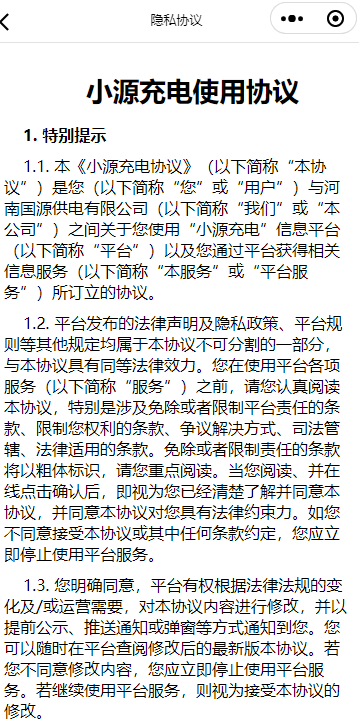 隐私协议
小源充电使用协议
1. 特别提示
1.1. 本《小源充电协议》（以下简称“本协
议”）是您（以下简称“您”或“用户”）与河
南国源供电有限公司（以下简称“我们”或“本
公司”）之间关于您使用“小源充电”信息平台
（以下简称“平台”）以及您通过平台获得相关
信息服务（以下简称“本服务”或“平台服
务”）所订立的协议。
1.2. 平台发布的法律声明及隐私政策、平台规
则等其他规定均属于本协议不可分割的一部分，
与本协议具有同等法律效力。您在使用平台各项
服务（以下简称“服务”）之前，请您认真阅读
本协议，特别是涉及免除或者限制平台责任的条
款、限制您权利的条款、争议解决方式、司法管
辖、法律适用的条款。免除或者限制责任的条款
将以粗体标识，请您重点阅读。当您阅读、并在
线点击确认后，即视为您已经清楚了解并同意本
协议，并同意本协议对您具有法律约束力。如您
不同意接受本协议或其中任何条款约定，您应立
即停止使用平台服务。
1.3. 您明确同意，平台有权根据法律法规的变
化及/或运营需要，对本协议内容进行修改，并以
提前公示、推送通知或弹窗等方式通知到您。您
可以随时在平台查阅修改后的最新版本协议。若
您不同意修改内容，您应立即停止使用平台服
务。若继续使用平台服务，则视为接受本协议的
修改。